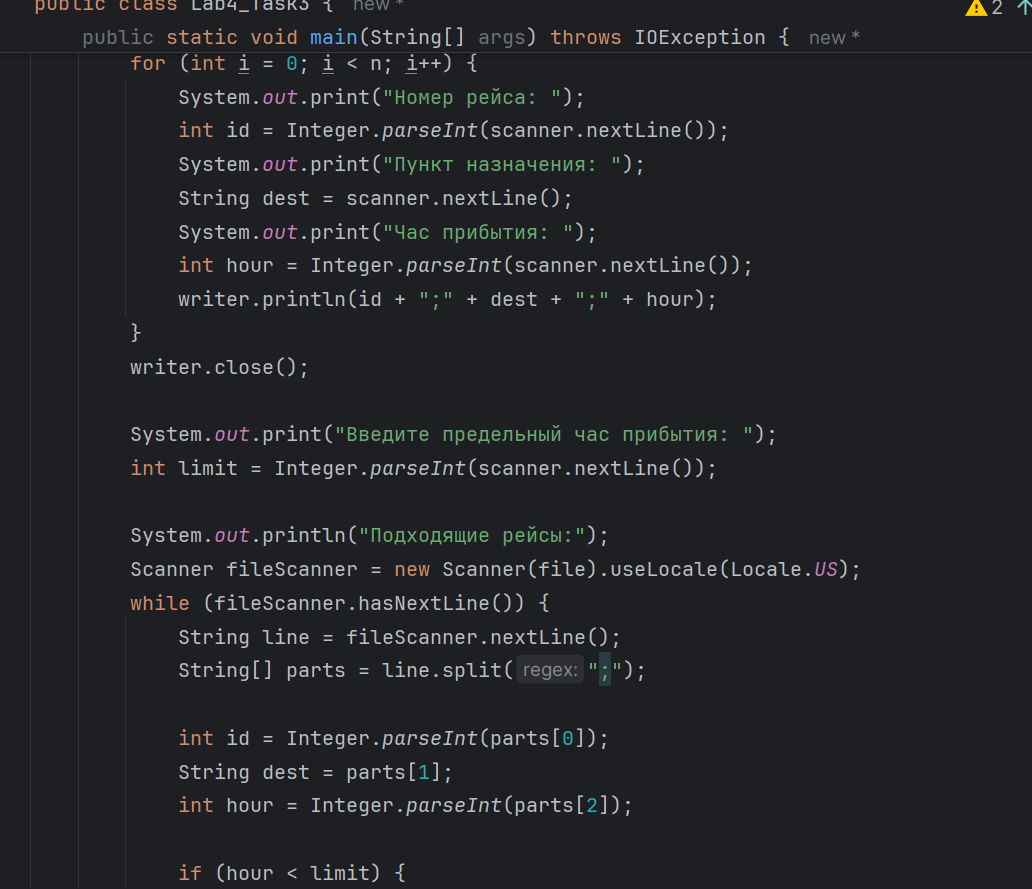 public class Lab4_Task3 { new *
2
public static void main(String[] args) throws IOException { new *
for (int i = 0; i < n; i++) {
System.out.print("Номер рейса: ");
int id = Integer.parseInt(scanner.nextLine());
System.out.print("Пункт назначения: ");
String dest = scanner.nextLine();
System.out.print("Час прибытия: ");
int hour = Integer.parseInt(scanner.nextLine());
writer.println(id + ";" + dest + ";" + hour);
}
writer.close();
System.out.print("Введите предельный час прибытия: ");
int limit = Integer.parseInt(scanner.nextLine());
System.out.println("Подходящие рейсы:");
Scanner fileScanner = new Scanner(file).useLocale(Locale.US);
while (fileScanner.hasNextLine()) {
String line = fileScanner.nextLine();
String[] parts = line.split( regex: ";");
int id = Integer.parseInt(parts[0]);
String dest = parts[1];
int hour = Integer.parseInt(parts[2]);
if (hour < limit) {